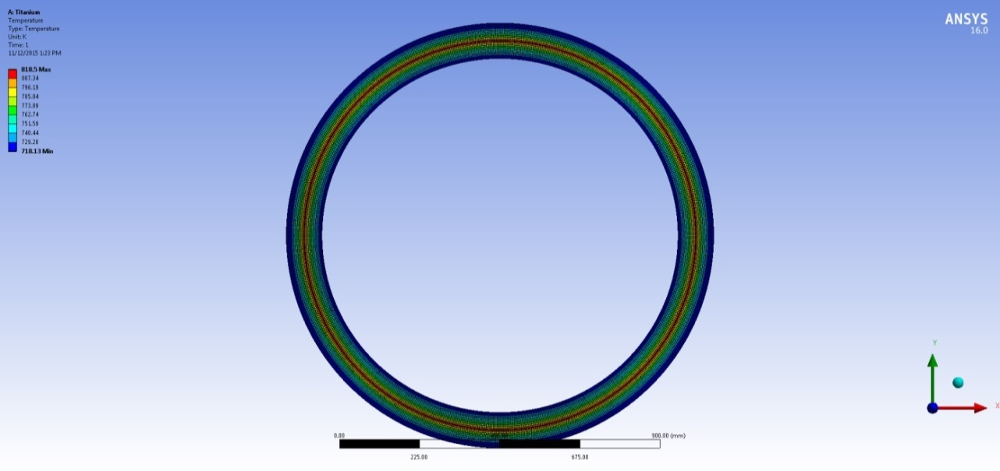 A: Titanium
Temperature
Type: Temperature
Unit: K
Time: 1
11/12/2015 1:23 PM
818.5 Max
807.34
796.19
785.04
773.89
762.74
751.59
740.44
729.28
718.13 Min
ANSYS
16.0
Y
X
0.00
900.00 (mm)
225.00
675.00